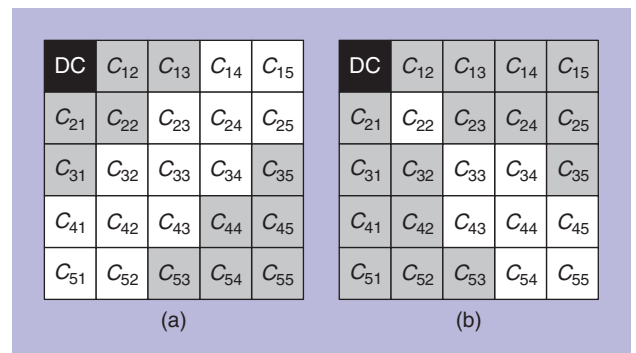 DC C₁₂ C₁₃ C₁₄ C₁₅ DC C₁₂ C₁₃ C₁₄ C₁₅
C₂₁ C₂₂ C₂₃ C₂₄ C₂₅ C₂₁ C₂₂ C₂₃ C₂₄ C₂₅
C₃₁ C₃₂ C₃₃ C₃₄ C₃₅ C₃₁ C₃₂ C₃₃ C₃₄ C₃₅
C₄₁ C₄₂ C₄₃ C₄₄ C₄₅ C₄₁ C₄₂ C₄₃ C₄₄ C₄₅
C₅₁ C₅₂ C₅₃ C₅₄ C₅₅ C₅₁ C₅₂ C₅₃ C₅₄ C₅₅
(a) (b)